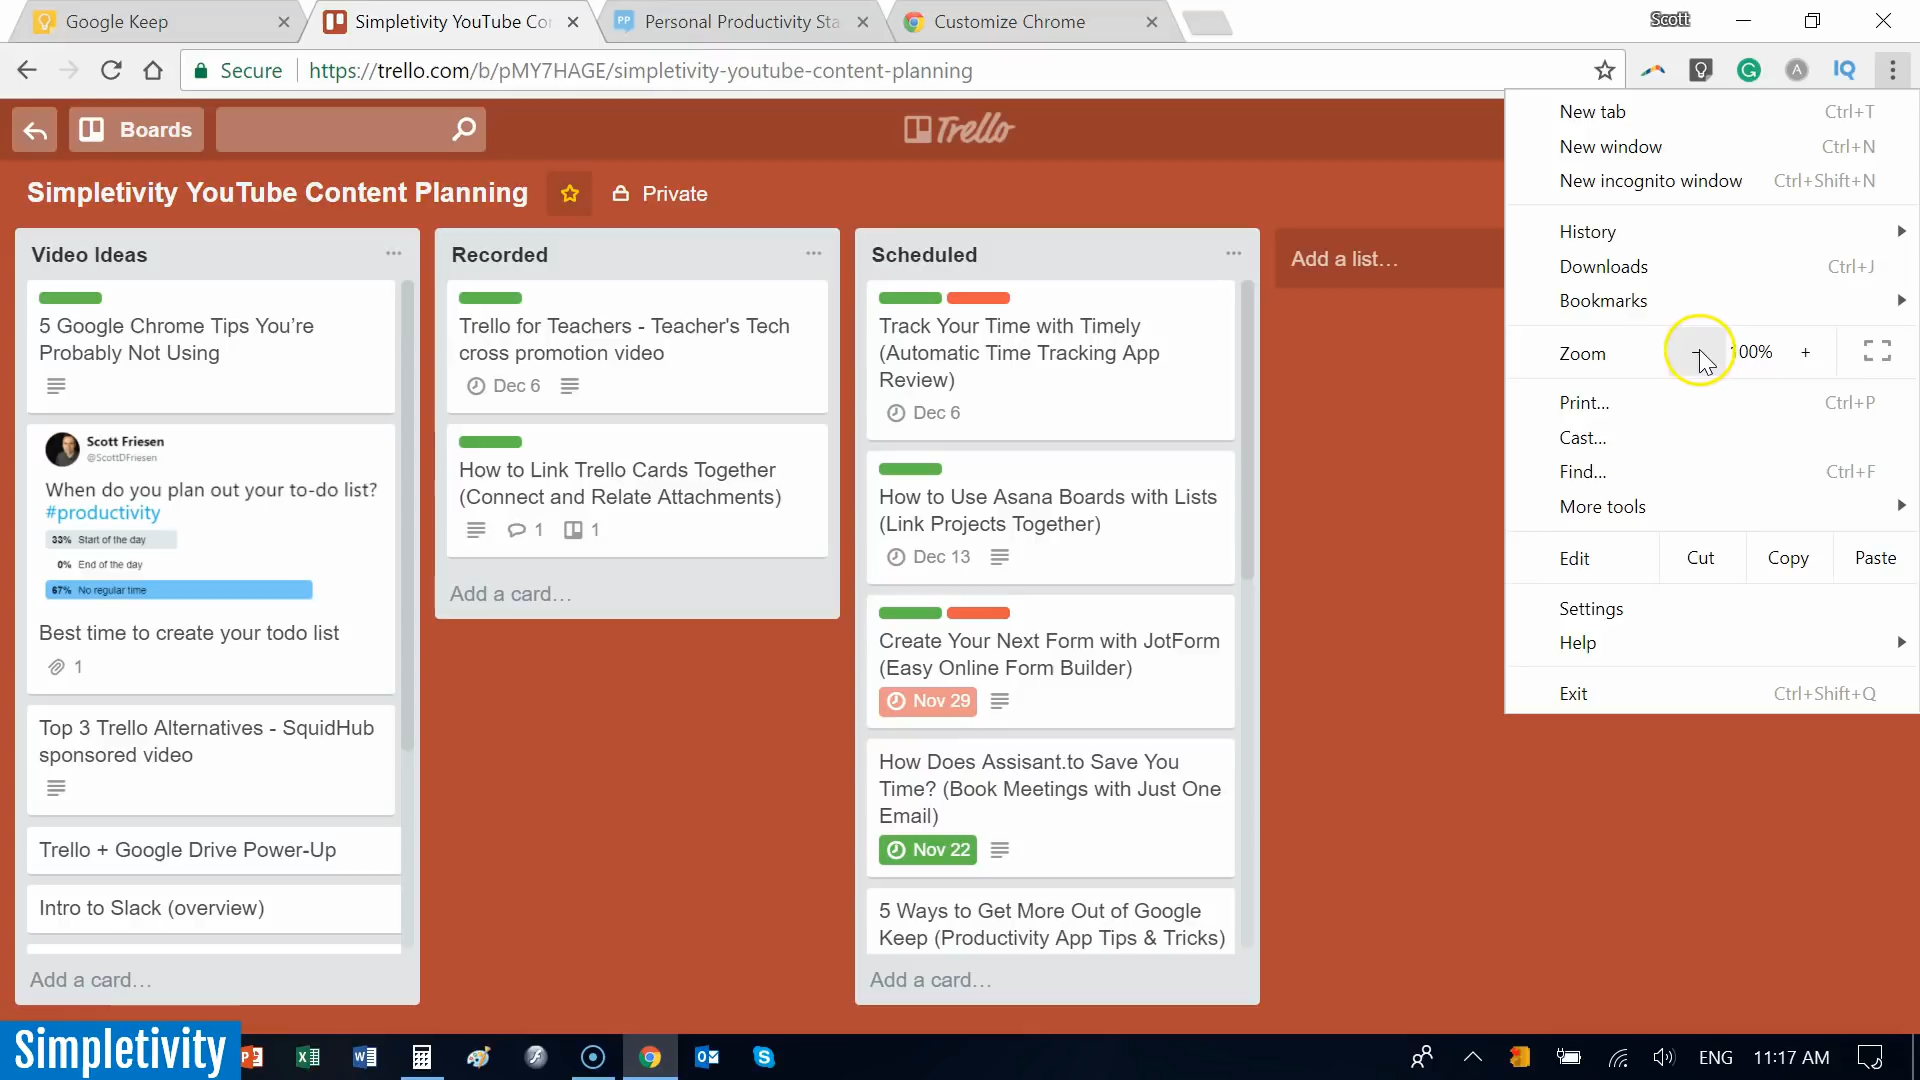 Google Keep
Simpletivity YouTube Co
Personal Productivity Sta
Customize Chrome
Scott
Secure
https://trello.com/b/pMY7HAGE/simpletivity-youtube-content-planning
IQ
Boards
Trello
Simpletivity YouTube Content Planning
Private
Video Ideas
5 Google Chrome Tips You’re
Probably Not Using
Scott Friesen
@ScottDFriesen
When do you plan out your to-do list?
#productivity
33% Start of the day
0% End of the day
67% No regular time
Best time to create your todo list
1
Top 3 Trello Alternatives - SquidHub
sponsored video
Trello + Google Drive Power-Up
Intro to Slack (overview)
Add a card…
Recorded
Trello for Teachers - Teacher's Tech
cross promotion video
Dec 6
How to Link Trello Cards Together
(Connect and Relate Attachments)
1 1
Add a card…
Scheduled
Track Your Time with Timely
(Automatic Time Tracking App
Review)
Dec 6
How to Use Asana Boards with Lists
(Link Projects Together)
Dec 13
Create Your Next Form with JotForm
(Easy Online Form Builder)
Nov 29
How Does Assisant.to Save You
Time? (Book Meetings with Just One
Email)
Nov 22
5 Ways to Get More Out of Google
Keep (Productivity App Tips & Tricks)
Add a card…
Add a list…
New tab Ctrl+T
New window Ctrl+N
New incognito window Ctrl+Shift+N
History
Downloads Ctrl+J
Bookmarks
Zoom - 100% +
Print... Ctrl+P
Cast...
Find... Ctrl+F
More tools
Edit Cut Copy Paste
Settings
Help
Exit Ctrl+Shift+Q
Simpletivity
ENG
11:17 AM